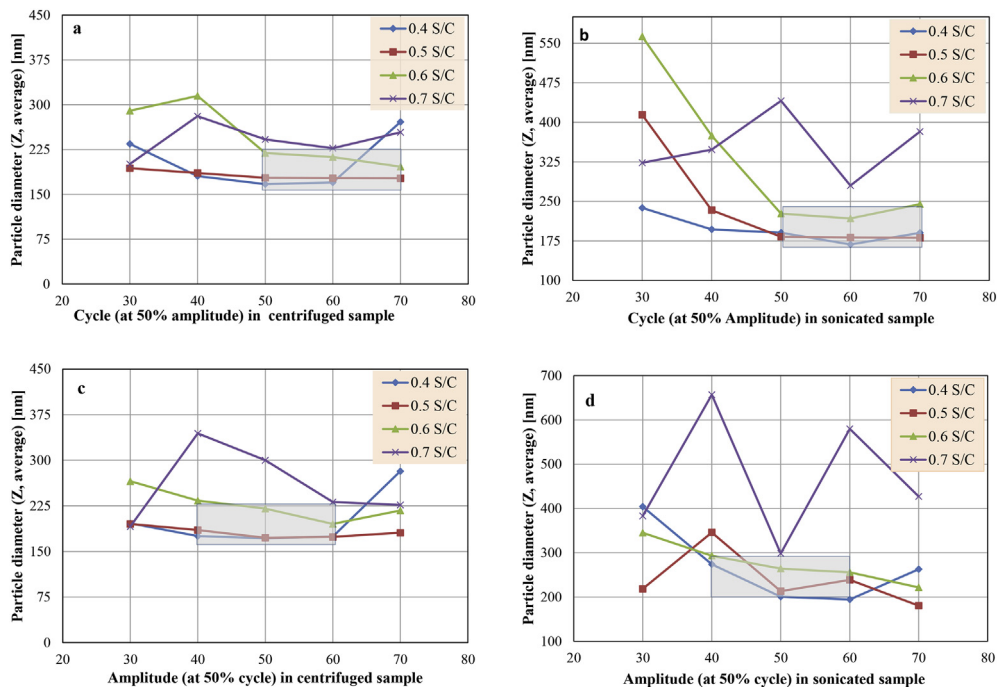 a
450
375
300
225
150
75
0
Particle diameter (Z, average) [nm]
0.4 S/C
0.5 S/C
0.6 S/C
0.7 S/C
20 30 40 50 60 70 80
Cycle (at 50% amplitude) in centrifuged sample
b
550
475
400
325
250
175
100
Particle diameter (Z, average) [nm]
0.4 S/C
0.5 S/C
0.6 S/C
0.7 S/C
20 30 40 50 60 70 80
Cycle (at 50% Amplitude) in sonicated sample
c
450
375
300
225
150
75
0
Particle diameter (Z, average) [nm]
0.4 S/C
0.5 S/C
0.6 S/C
0.7 S/C
20 30 40 50 60 70 80
Amplitude (at 50% cycle) in centrifuged sample
d
700
600
500
400
300
200
100
Particle diameter (Z, average) [nm]
0.4 S/C
0.5 S/C
0.6 S/C
0.7 S/C
20 30 40 50 60 70 80
Amplitude (at 50% cycle) in sonicated sample